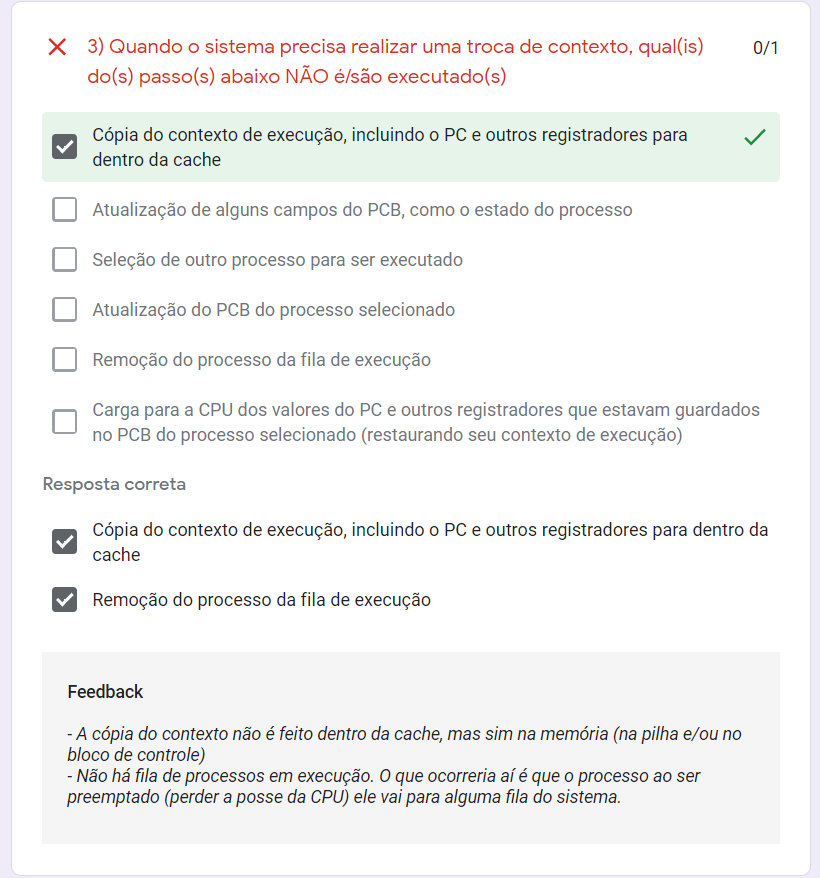 3) Quando o sistema precisa realizar uma troca de contexto, qual(is)
0/1
do(s) passo(s) abaixo NÃO é/são executado(s)
Cópia do contexto de execução, incluindo o PC e outros registradores para
dentro da cache
Atualização de alguns campos do PCB, como o estado do processo
Seleção de outro processo para ser executado
Atualização do PCB do processo selecionado
Remoção do processo da fila de execução
Carga para a CPU dos valores do PC e outros registradores que estavam guardados
no PCB do processo selecionado (restaurando seu contexto de execução)
Resposta correta
Cópia do contexto de execução, incluindo o PC e outros registradores para dentro da
cache
Remoção do processo da fila de execução
Feedback
- A cópia do contexto não é feito dentro da cache, mas sim na memória (na pilha e/ou no
bloco de controle)
- Não há fila de processos em execução. O que ocorreria aí é que o processo ao ser
preemptado (perder a posse da CPU) ele vai para alguma fila do sistema.